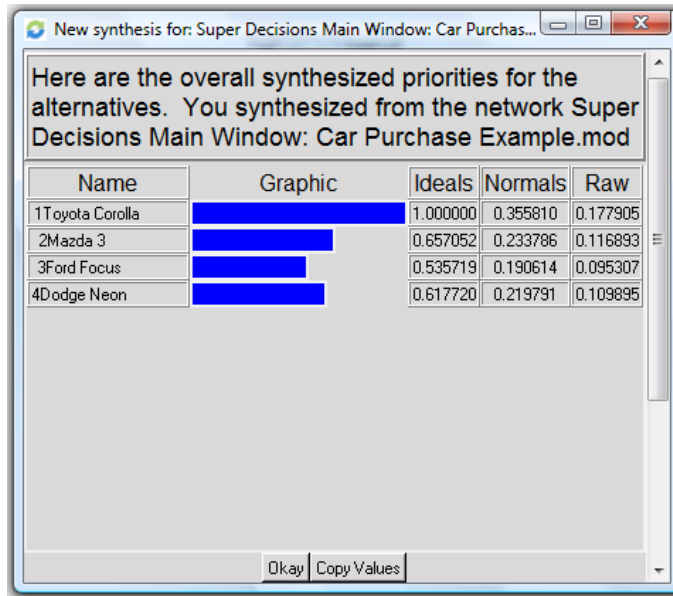 New synthesis for: Super Decisions Main Window: Car Purchas...
Here are the overall synthesized priorities for the
alternatives.  You synthesized from the network Super
Decisions Main Window: Car Purchase Example.mod
Name Graphic Ideals Normals Raw
1Toyota Corolla 1.000000 0.355810 0.177905
2Mazda 3 0.657052 0.233786 0.116893
3Ford Focus 0.535719 0.190614 0.095307
4Dodge Neon 0.617720 0.219791 0.109895
Okay Copy Values